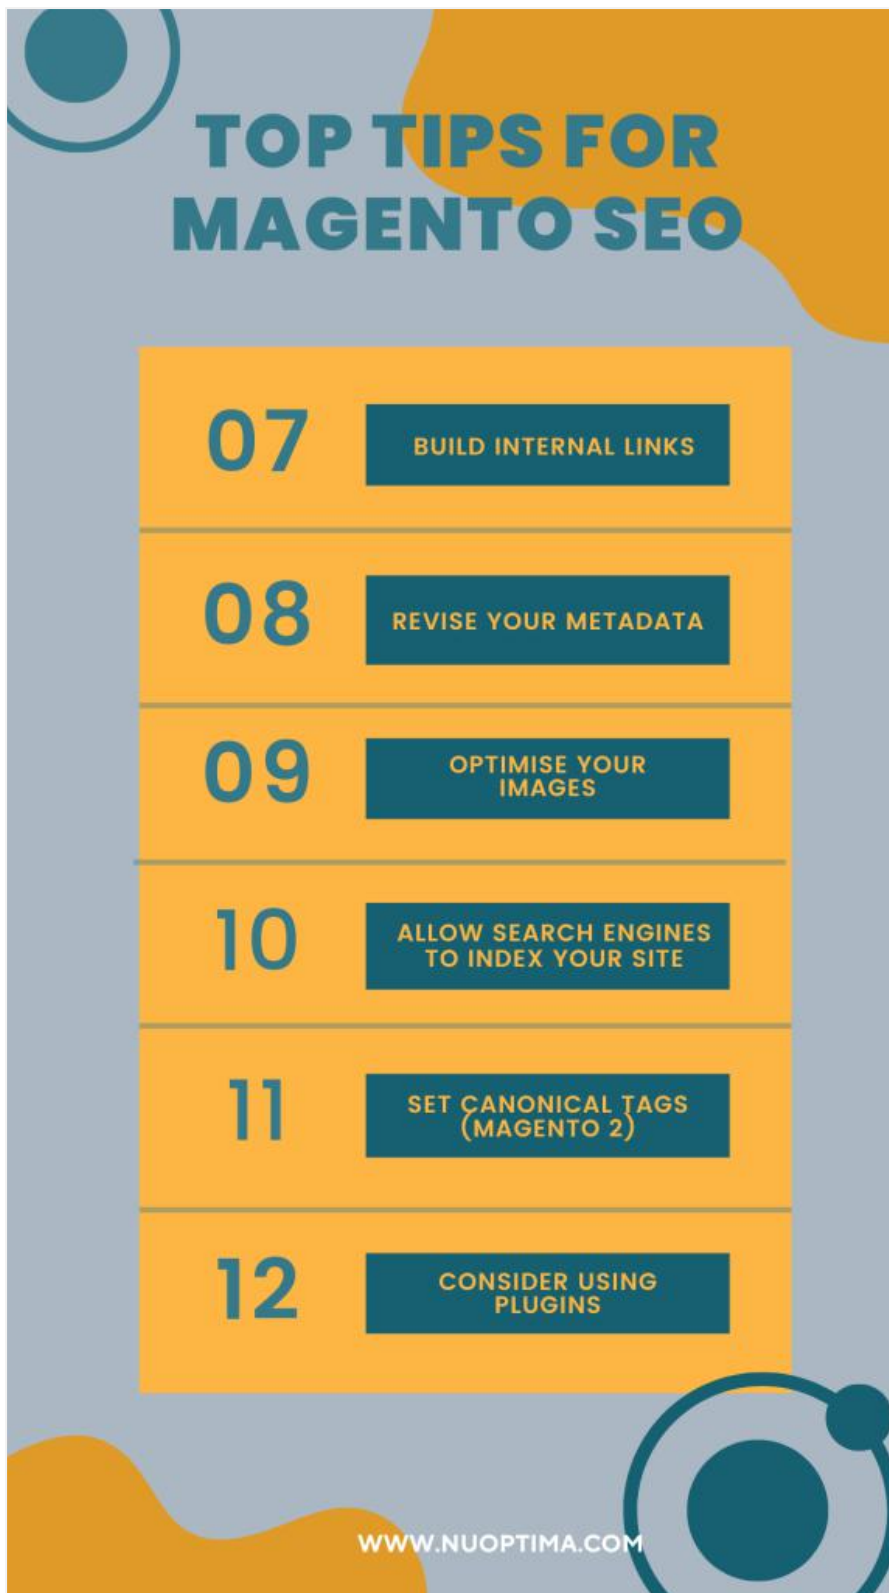 TOP TIPS FOR
MAGENTO SEO
07
BUILD INTERNAL LINKS
08
REVISE YOUR METADATA
09
OPTIMISE YOUR
IMAGES
10
ALLOW SEARCH ENGINES
TO INDEX YOUR SITE
11
SET CANONICAL TAGS
(MAGENTO 2)
12
CONSIDER USING
PLUGINS
WWW.NUOPTIMA.COM